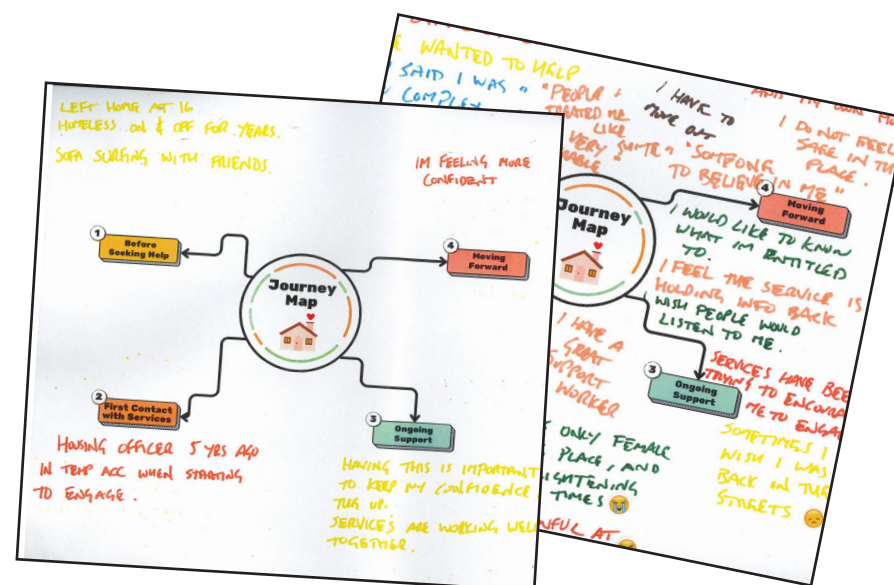 LEFT HOME AT 16
HOMELESS ON & OFF FOR YEARS.
SOFA SURFING WITH FRIENDS.
IM FEELING MORE
CONFIDENT
1
Before
Seeking Help
4
Moving
Forward
Journey
Map
2
First Contact
with Services
3
Ongoing
Support
HOUSING OFFICER 5 YRS AGO
IN TEMP ACC WHEN STARTING
TO ENGAGE.
HAVING THIS IS IMPORTANT
TO KEEP MY CONFIDENCE
UP.
SERVICES ARE WORKING WELL
TOGETHER.
WANTED TO HELP
SAID I WAS "
COMPLEX
"PEOPLE
TREATED ME
LIKE
VERY
I HAVE TO
MOVE OUT
"SOMEONE
TO BELIEVE IN ME"
I DO NOT FEEL
SAFE IN
PLACE.
4
Moving
Forward
Journey
Map
I WOULD LIKE TO KNOW
WHAT IM ENTITLED
TO.
I FEEL THE SERVICE IS
HOLDING INFO BACK
WISH PEOPLE WOULD
LISTEN TO ME.
I HAVE A
GREAT
SUPPORT
WORKER
SERVICES HAVE BEE
TRYING TO ENCOURA
ME TO ENGA
3
Ongoing
Support
ONLY FEMALE
PLACE, AND
IGHTENING
TIMES
SOMETIMES I
WISH I WAS
BACK ON THE
STREETS
NFUL AT